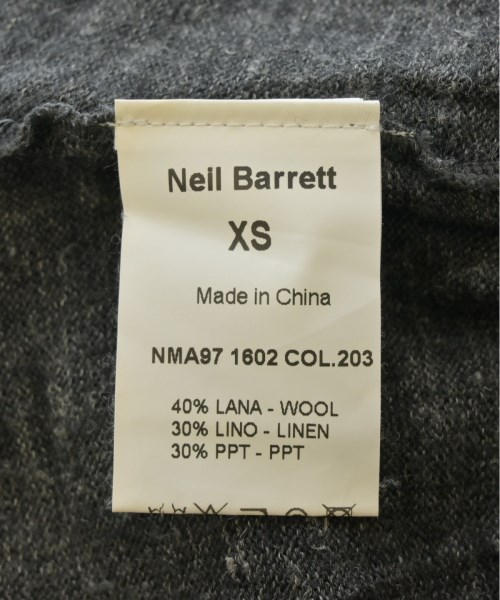 Neil Barrett
XS
Made in China
NMA97 1602 COL.203
40% LANA - WOOL
30% LINO - LINEN
30% PPT - PPT